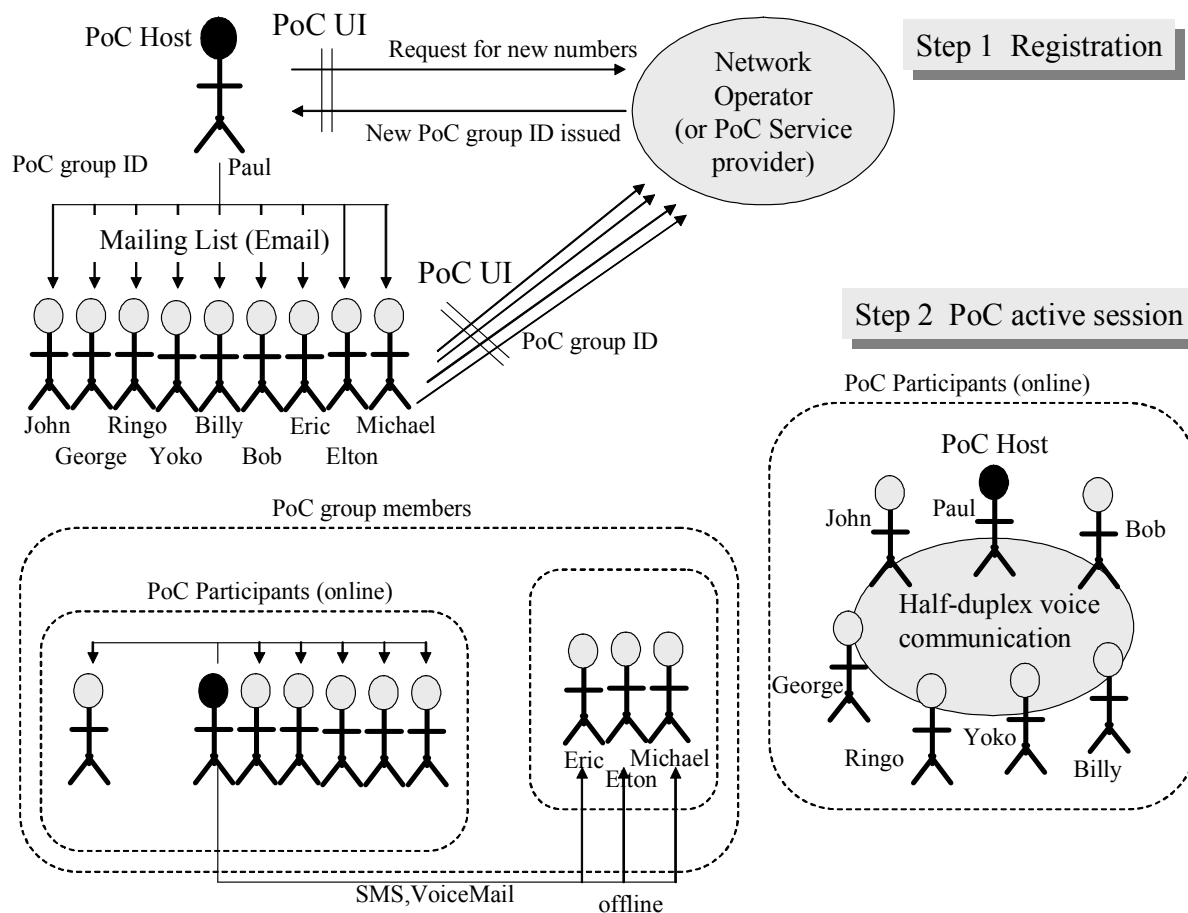 PoC Host
PoC UI
Request for new numbers
Step 1  Registration
Network
Operator
(or PoC Service
provider)
New PoC group ID issued
PoC group ID
Paul
Mailing List (Email)
PoC UI
PoC group ID
Step 2  PoC active session
John
Ringo
Billy
Eric
Michael
George
Yoko
Bob
Elton
PoC Participants (online)
PoC Host
John
Paul
Bob
Half-duplex voice
communication
George
Ringo
Yoko
Billy
PoC group members
PoC Participants (online)
Eric
Michael
Elton
SMS,VoiceMail
offline